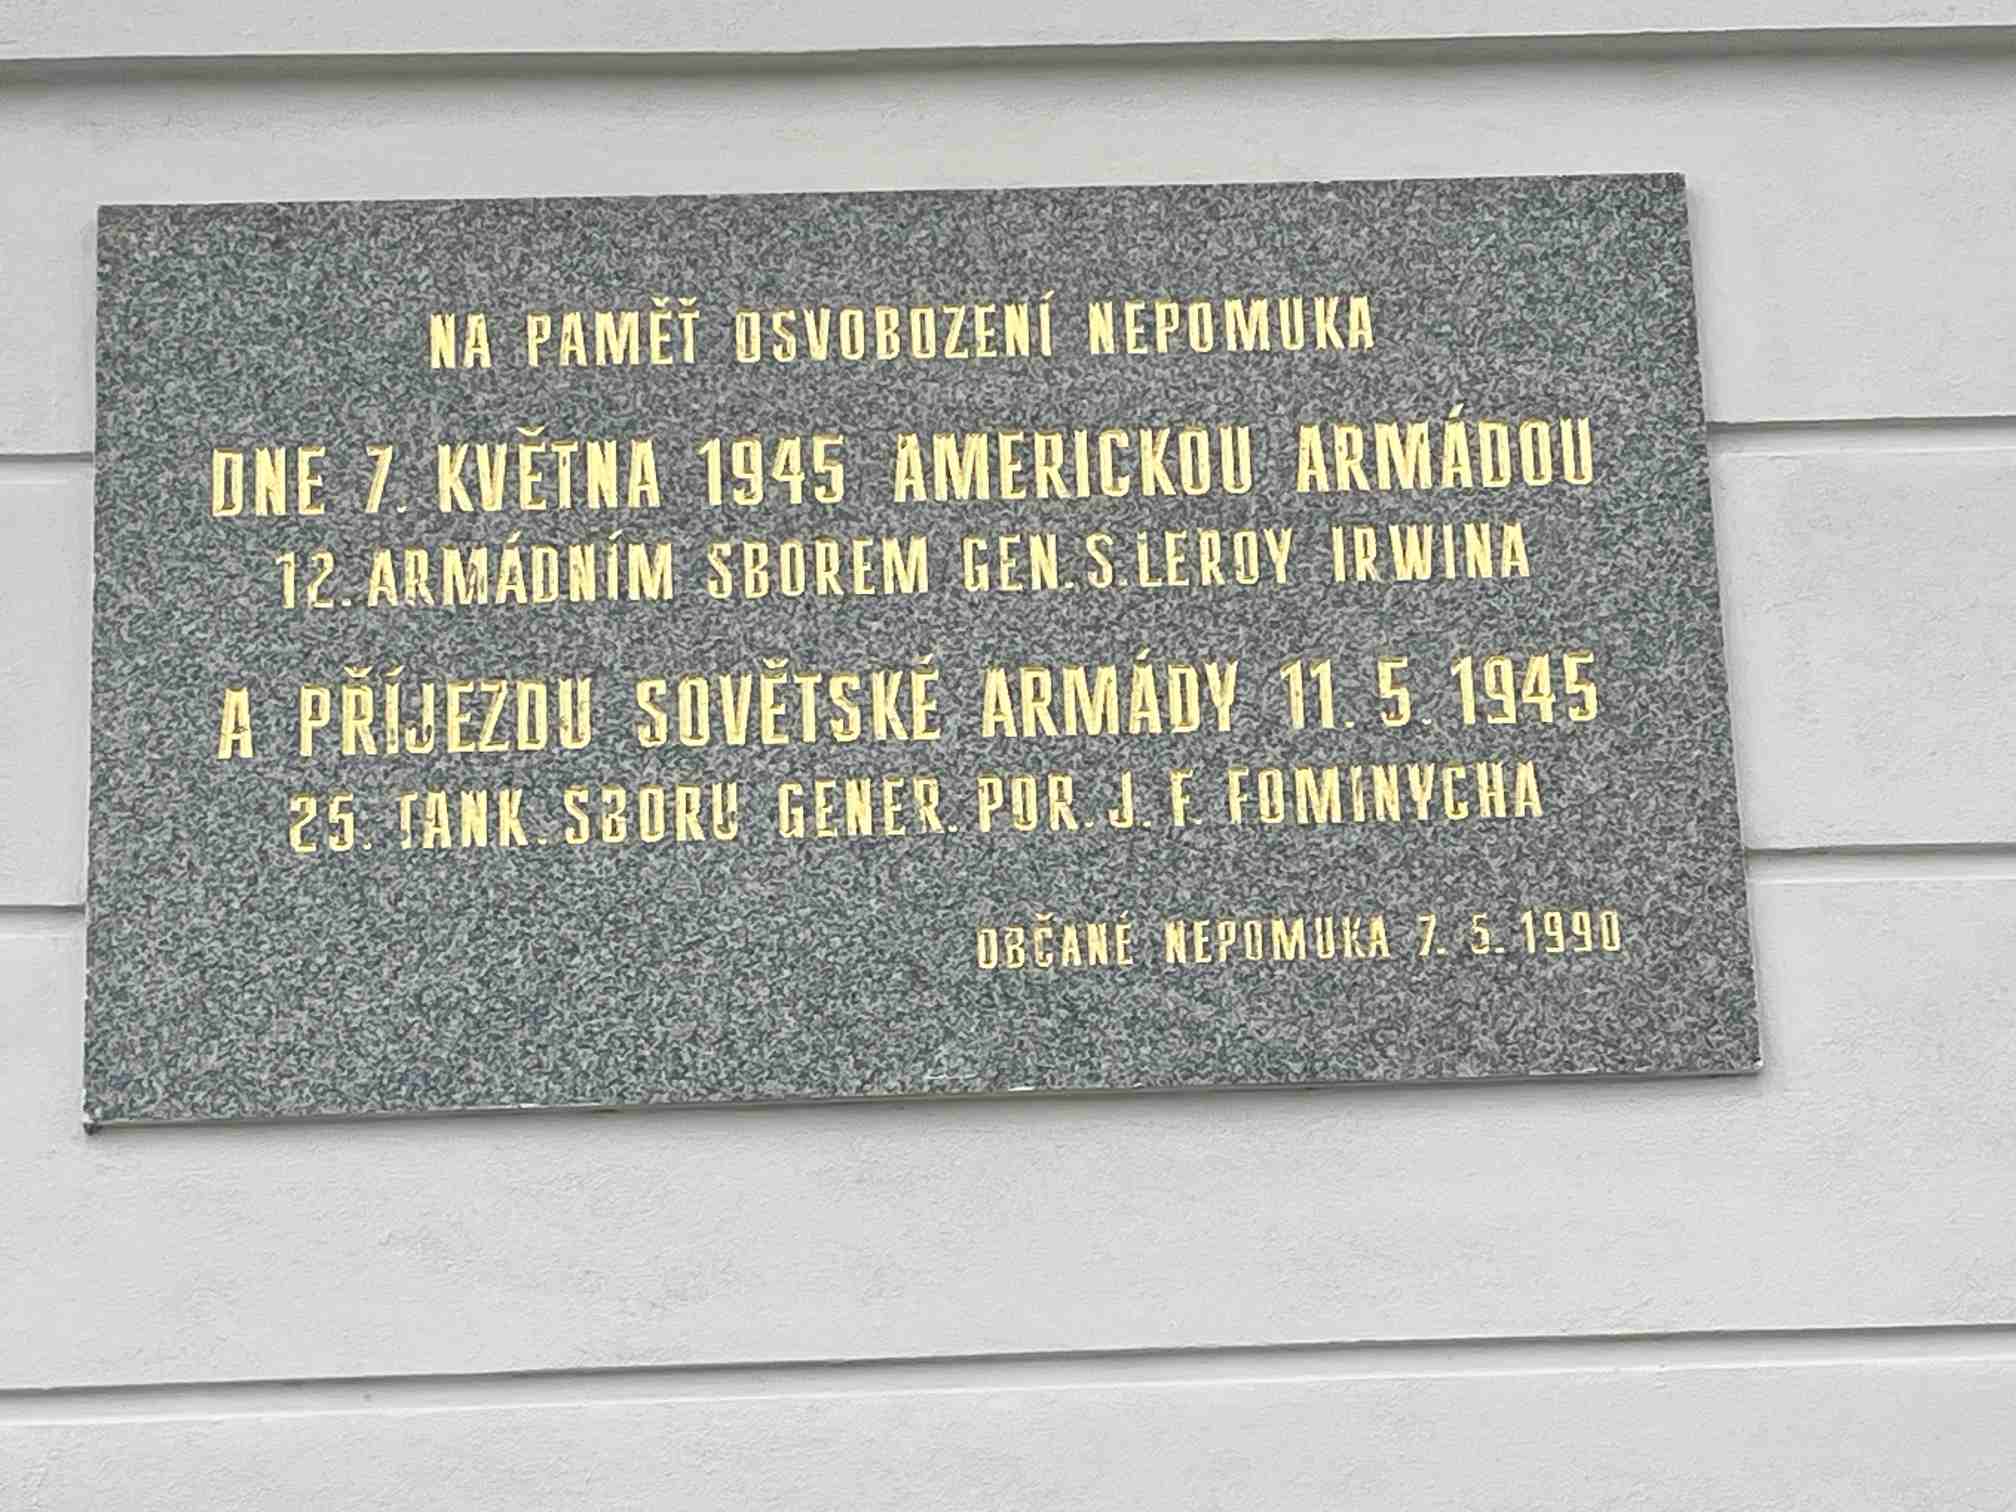 NA PAMĚŤ OSVOBOZENÍ NEPOMUKA
DNE 7. KVĚTNA 1945 AMERICKOU ARMÁDOU
12. ARMÁDNÍM SBOREM GEN. S. LEROY IRWINA
A PŘÍJEZDU SOVĚTSKÉ ARMÁDY 11. 5. 1945
25. TANK. SBORU GENER. POR. J. F. FOMINYCHA
OBČANÉ NEPOMUKA 7. 5. 1990